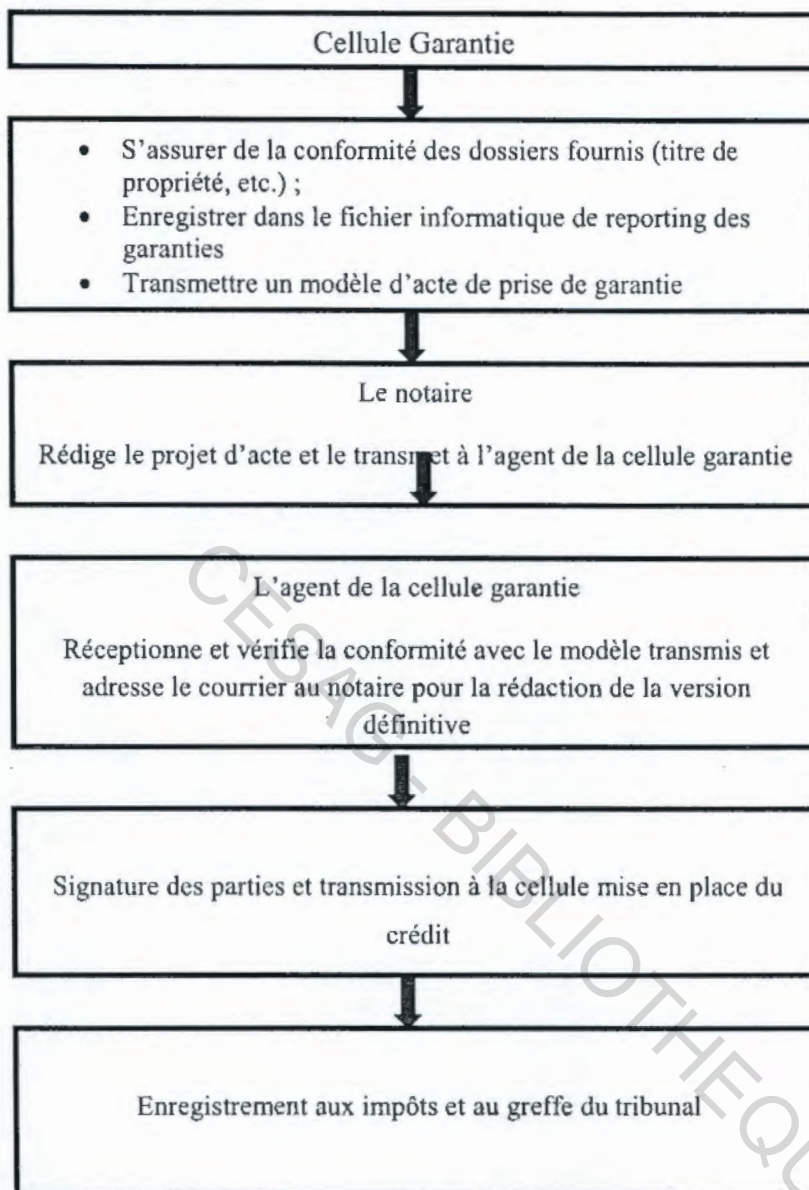 Cellule Garantie
• S'assurer de la conformité des dossiers fournis (titre de
propriété, etc.) ;
• Enregistrer dans le fichier informatique de reporting des
garanties
• Transmettre un modèle d'acte de prise de garantie
Le notaire
Rédige le projet d'acte et le transmet à l'agent de la cellule garantie
L'agent de la cellule garantie
Réceptionne et vérifie la conformité avec le modèle transmis et
adresse le courrier au notaire pour la rédaction de la version
définitive
Signature des parties et transmission à la cellule mise en place du
crédit
Enregistrement aux impôts et au greffe du tribunal
CESAG - BIBLIOTHEQU